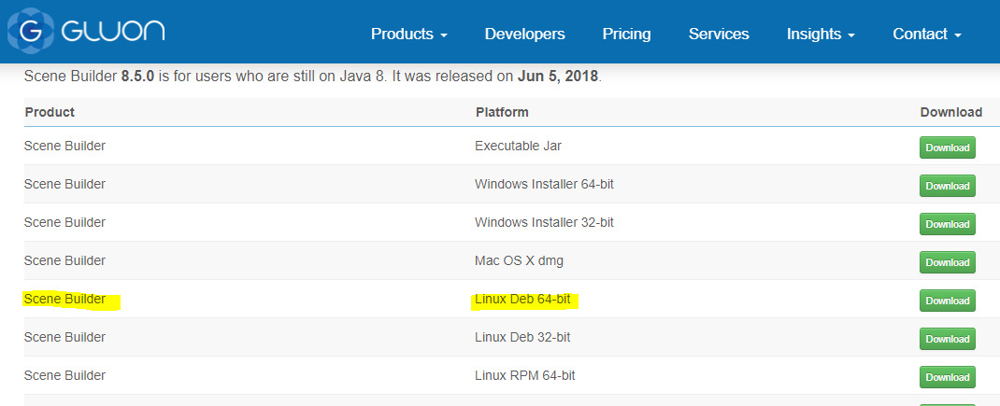 GLUON
Products Developers Pricing Services Insights Contact
Scene Builder 8.5.0 is for users who are still on Java 8. It was released on Jun 5, 2018.
Product Platform Download
Scene Builder Executable Jar Download
Scene Builder Windows Installer 64-bit Download
Scene Builder Windows Installer 32-bit Download
Scene Builder Mac OS X dmg Download
Scene Builder Linux Deb 64-bit Download
Scene Builder Linux Deb 32-bit Download
Scene Builder Linux RPM 64-bit Download